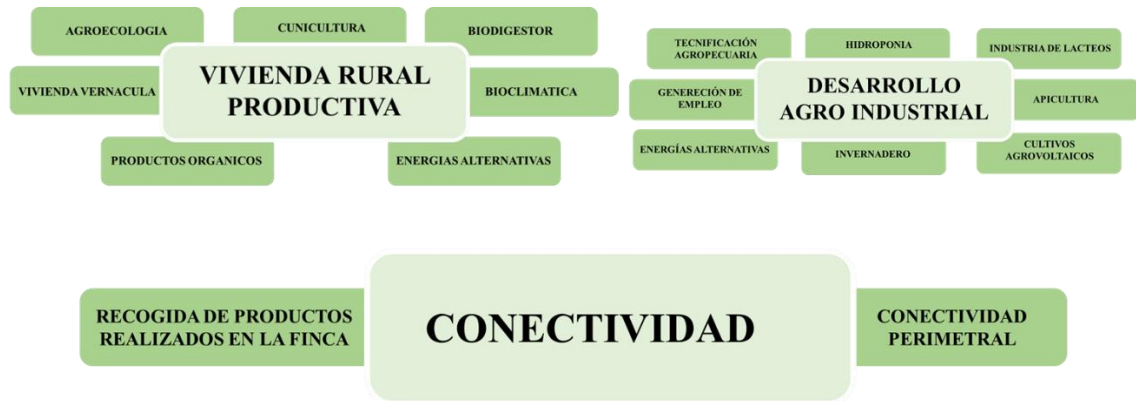 AGROECOLOGIA
CUNICULTURA
BIODIGESTOR
VIVIENDA VERNACULA
VIVIENDA RURAL
PRODUCTIVA
BIOCLIMATICA
PRODUCTOS ORGANICOS
ENERGIAS ALTERNATIVAS
TECNIFICACIÓN
AGROPECUARIA
HIDROPONIA
INDUSTRIA DE LACTEOS
GENERECIÓN DE
EMPLEO
DESARROLLO
AGRO INDUSTRIAL
APICULTURA
ENERGÍAS ALTERNATIVAS
INVERNADERO
CULTIVOS
AGROVOLTAICOS
RECOGIDA DE PRODUCTOS
REALIZADOS EN LA FINCA
CONECTIVIDAD
CONECTIVIDAD
PERIMETRAL